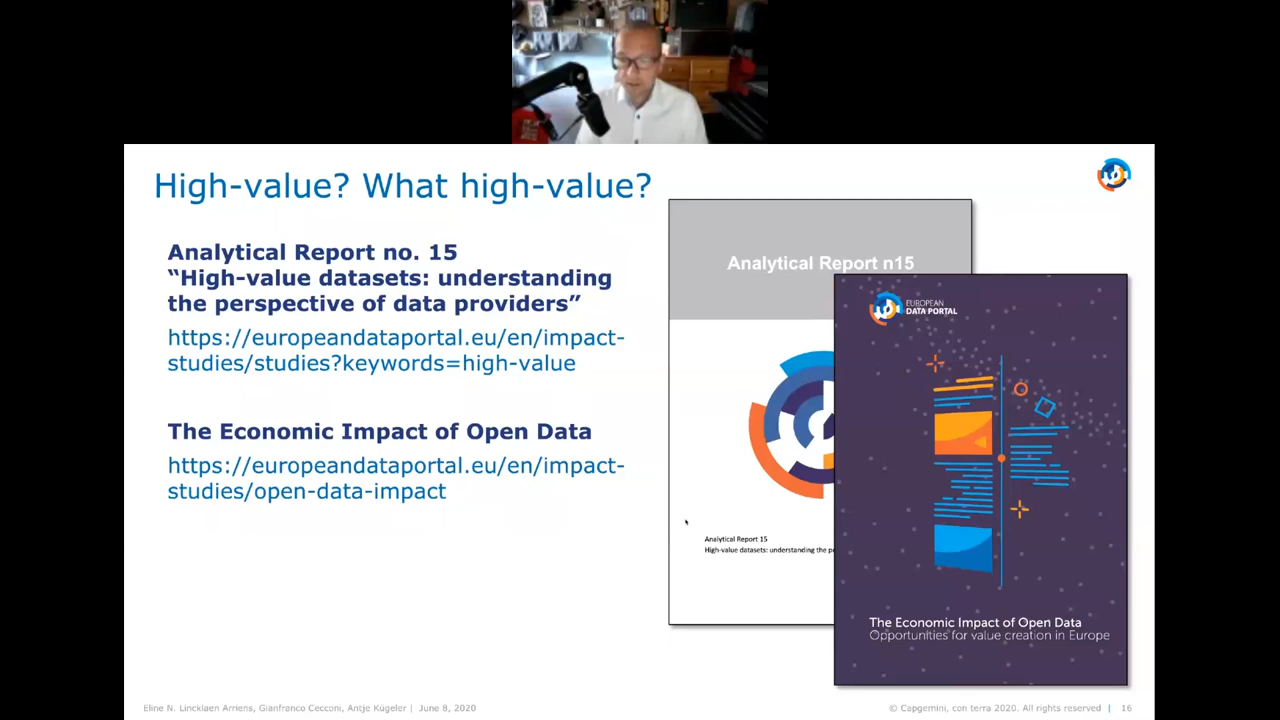 High-value? What high-value?
Analytical Report no. 15
“High-value datasets: understanding
the perspective of data providers”
https://europeandataportal.eu/en/impact-
studies/studies?keywords=high-value
The Economic Impact of Open Data
https://europeandataportal.eu/en/impact-
studies/open-data-impact
Analytical Report n15
Analytical Report 15
High-value datasets: understanding the
EUROPEAN
DATA PORTAL
The Economic Impact of Open Data
Opportunities for value creation in Europe
Eline N. Lincklaen Arriens, Gianfranco Cecconi, Antje Kügeler | June 8, 2020
© Capgemini, con terra 2020. All rights reserved | 16